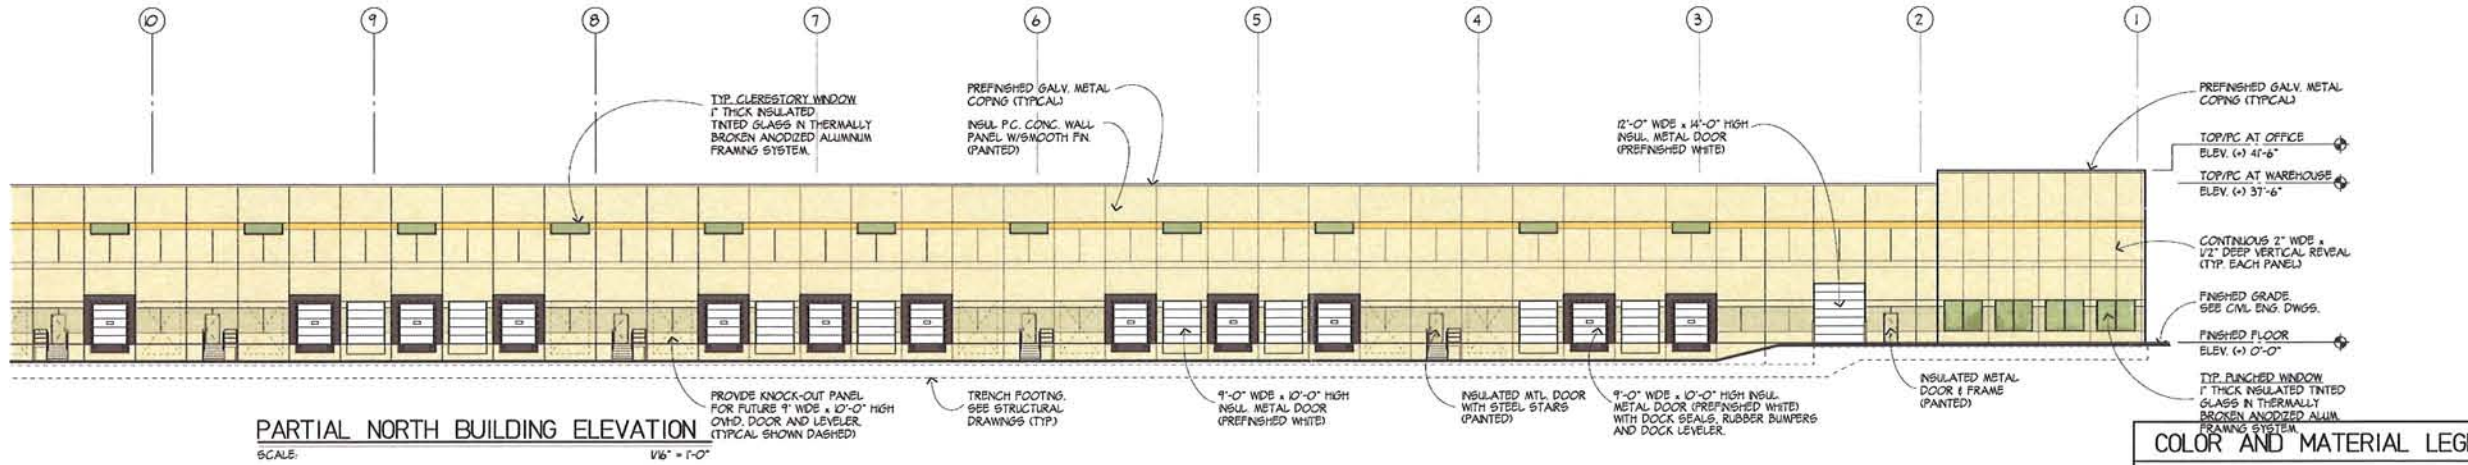 10 9 8 7 6 5 4 3 2 1
TYP. CLERESTORY WINDOW
1" THICK INSULATED
TINTED GLASS IN THERMALLY
BROKEN ANODIZED ALUMINUM
FRAMING SYSTEM.
PREFINISHED GALV. METAL
COPING (TYPICAL)
INSUL P.C. CONC. WALL
PANEL W/SMOOTH FIN.
(PAINTED)
12'-0" WIDE x 14'-0" HIGH
INSUL. METAL DOOR
(PREFINISHED WHITE)
PREFINISHED GALV. METAL
COPING (TYPICAL)
TOP/PC AT OFFICE
ELEV. (+) 41'-6"
TOP/PC AT WAREHOUSE
ELEV. (+) 37'-6"
CONTINUOUS 2" WIDE x
1/2" DEEP VERTICAL REVEAL
(TYP. EACH PANEL)
FINISHED GRADE.
SEE CIVIL ENG. DWGS.
FINISHED FLOOR
ELEV. (+) 0'-0"
TYP. PUNCHED WINDOW
1" THICK INSULATED TINTED
GLASS IN THERMALLY
BROKEN ANODIZED ALUM.
FRAMING SYSTEM.
PROVIDE KNOCK-OUT PANEL
FOR FUTURE 9' WIDE x 10'-0" HIGH
OVHD. DOOR AND LEVELER.
(TYPICAL SHOWN DASHED)
TRENCH FOOTING.
SEE STRUCTURAL
DRAWINGS (TYP.)
9'-0" WIDE x 10'-0" HIGH
INSUL. METAL DOOR
(PREFINISHED WHITE)
INSULATED MTL. DOOR
WITH STEEL STAIRS
(PAINTED)
9'-0" WIDE x 10'-0" HIGH INSUL.
METAL DOOR (PREFINISHED WHITE)
WITH DOCK SEALS, RUBBER BUMPERS
AND DOCK LEVELER.
INSULATED METAL
DOOR & FRAME
(PAINTED)
PARTIAL NORTH BUILDING ELEVATION
SCALE: 1/16" = 1'-0"
COLOR AND MATERIAL LEGE